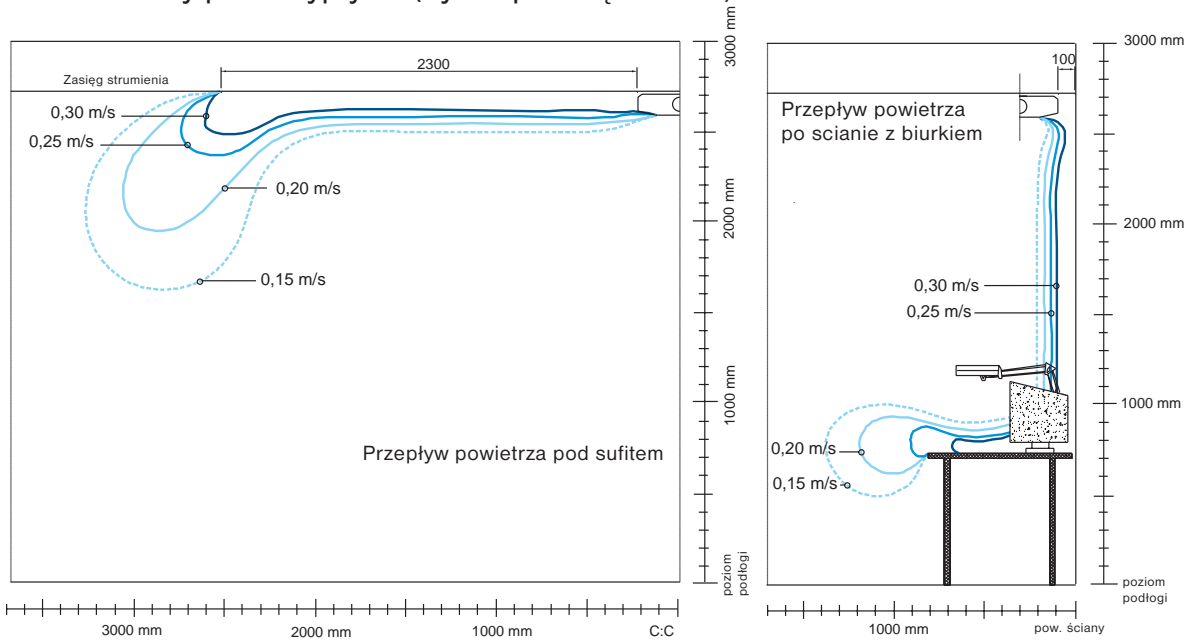 3000 mm
2300
Zasięg strumienia
0,30 m/s
0,25 m/s
0,20 m/s
0,15 m/s
2000 mm
1000 mm
Przepływ powietrza pod sufitem
poziom
podłogi
3000 mm
2000 mm
1000 mm
C:C
3000 mm
100
Przepływ powietrza
po scianie z biurkiem
2000 mm
0,30 m/s
0,25 m/s
1000 mm
0,20 m/s
0,15 m/s
poziom
podłogi
1000 mm
pow. ściany